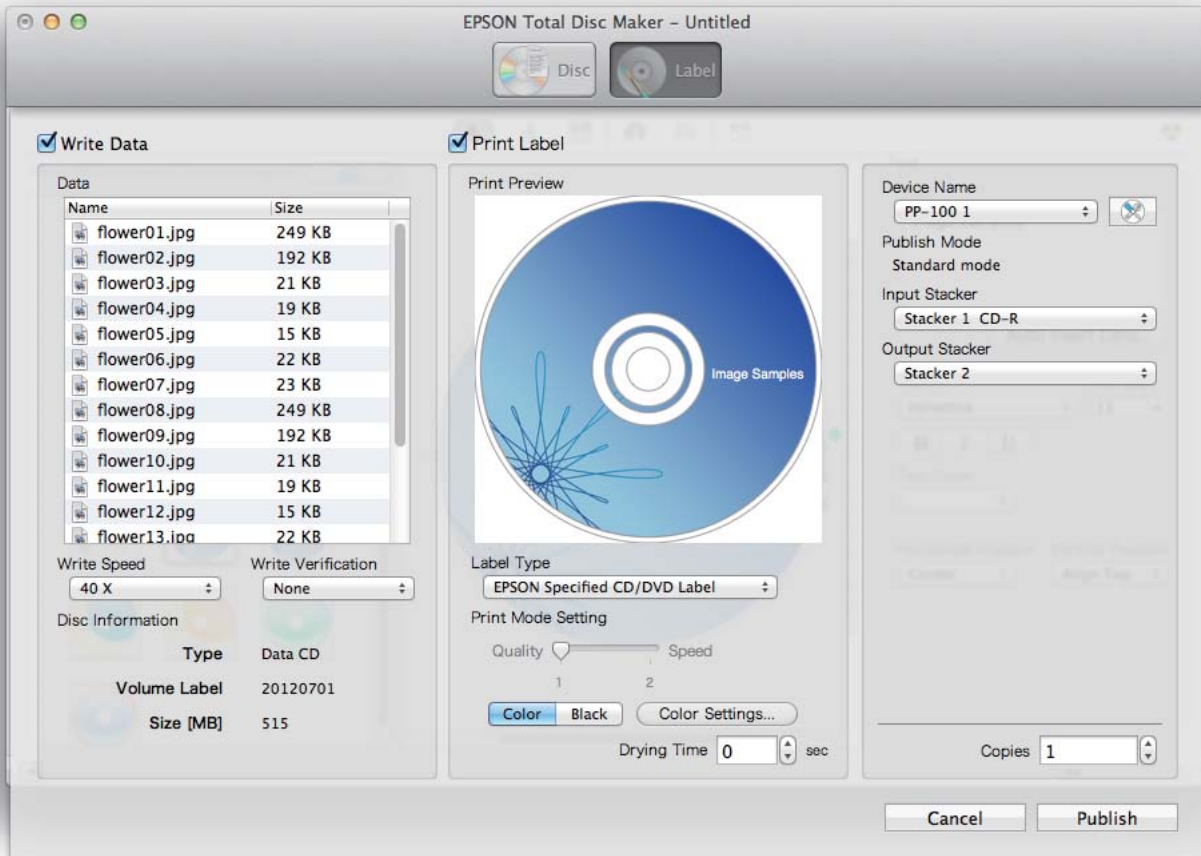 EPSON Total Disc Maker – Untitled
Disc
Label
Write Data
Data
Name Size
flower01.jpg 249 KB
flower02.jpg 192 KB
flower03.jpg 21 KB
flower04.jpg 19 KB
flower05.jpg 15 KB
flower06.jpg 22 KB
flower07.jpg 23 KB
flower08.jpg 249 KB
flower09.jpg 192 KB
flower10.jpg 21 KB
flower11.jpg 19 KB
flower12.jpg 15 KB
flower13.jpg 22 KB
Write Speed Write Verification
40 X None
Disc Information
Type Data CD
Volume Label 20120701
Size [MB] 515
Print Label
Print Preview
Image Samples
Label Type
EPSON Specified CD/DVD Label
Print Mode Setting
Quality Speed
1 2
Color Black Color Settings...
Drying Time 0 sec
Device Name
PP-100 1
Publish Mode
Standard mode
Input Stacker
Stacker 1 CD-R
Output Stacker
Stacker 2
Copies 1
Cancel Publish